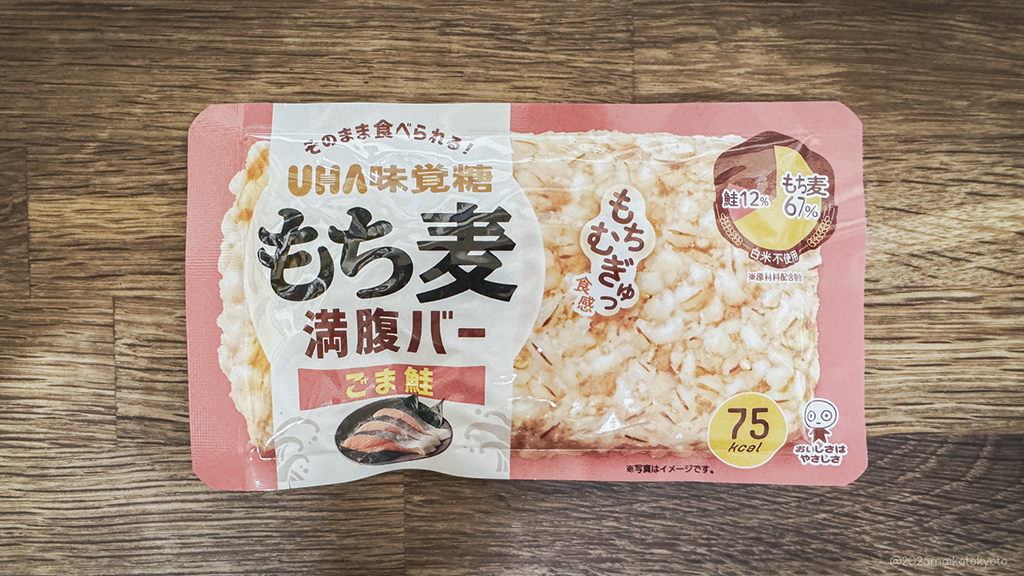 そのまま食べられる!
UHA味覚糖
もち麦
満腹バー
ごま鮭
もち
むぎゅっ
食感
鮭12%
もち麦
67%
白米不使用
※原材料配合割合
75
kcal
おいしさは
やさしさ
※写真はイメージです。
@2025maikotokyoto